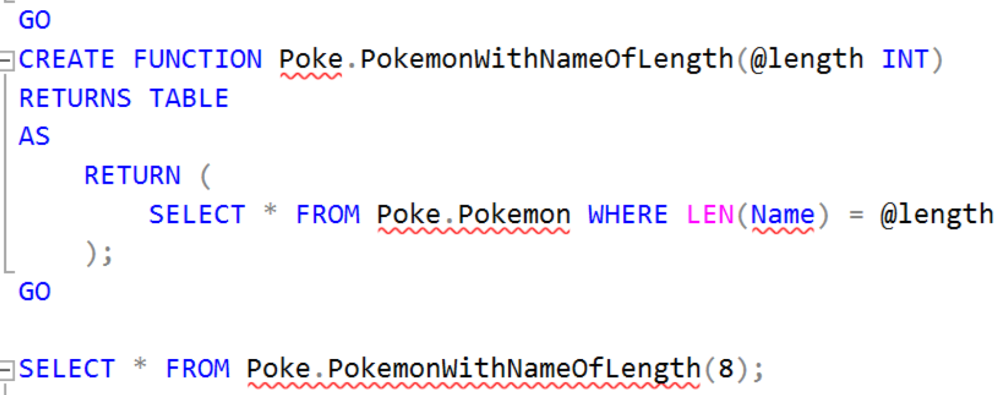 GO
CREATE FUNCTION Poke.PokemonWithNameOfLength(@length INT)
RETURNS TABLE
AS
    RETURN (
        SELECT * FROM Poke.Pokemon WHERE LEN(Name) = @length
    );
GO
SELECT * FROM Poke.PokemonWithNameOfLength(8);